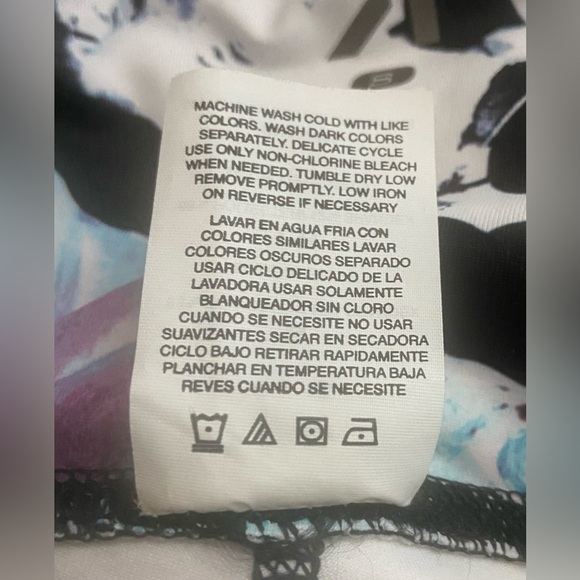 MACHINE WASH COLD WITH LIKE
COLORS. WASH DARK COLORS
SEPARATELY. DELICATE CYCLE
USE ONLY NON-CHLORINE BLEACH
WHEN NEEDED. TUMBLE DRY LOW
REMOVE PROMPTLY. LOW IRON
ON REVERSE IF NECESSARY
LAVAR EN AGUA FRIA CON
COLORES SIMILARES LAVAR
COLORES OSCUROS SEPARADO
USAR CICLO DELICADO DE LA
LAVADORA USAR SOLAMENTE
BLANQUEADOR SIN CLORO
CUANDO SE NECESITE NO USAR
SUAVIZANTES SECAR EN SECADORA
CICLO BAJO RETIRAR RAPIDAMENTE
PLANCHAR EN TEMPERATURA BAJA
REVES CUANDO SE NECESITE